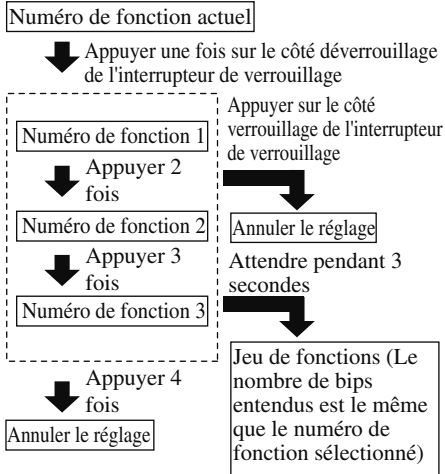 Numéro de fonction actuel
Appuyer une fois sur le côté déverrouillage
de l'interrupteur de verrouillage
Appuyer sur le côté
verrouillage de l'interrupteur
de verrouillage
Numéro de fonction 1
Appuyer 2
fois
Numéro de fonction 2
Annuler le réglage
Appuyer 3
fois
Attendre pendant 3
secondes
Numéro de fonction 3
Jeu de fonctions (Le
nombre de bips
entendus est le même
que le numéro de
fonction sélectionné)
Appuyer 4
fois
Annuler le réglage